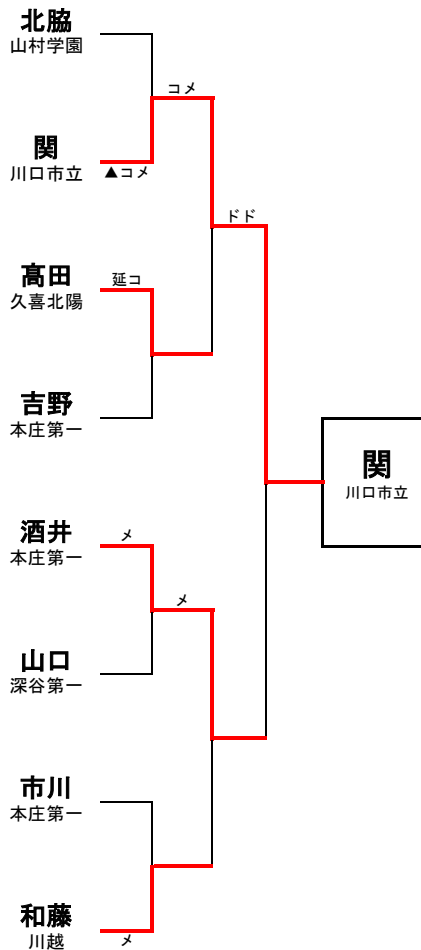 北脇
山村学園
コメ
関
川口市立
▲コメ
ドド
髙田
久喜北陽
延コ
吉野
本庄第一
関
川口市立
酒井
本庄第一
メ
メ
山口
深谷第一
市川
本庄第一
和藤
川越
メ